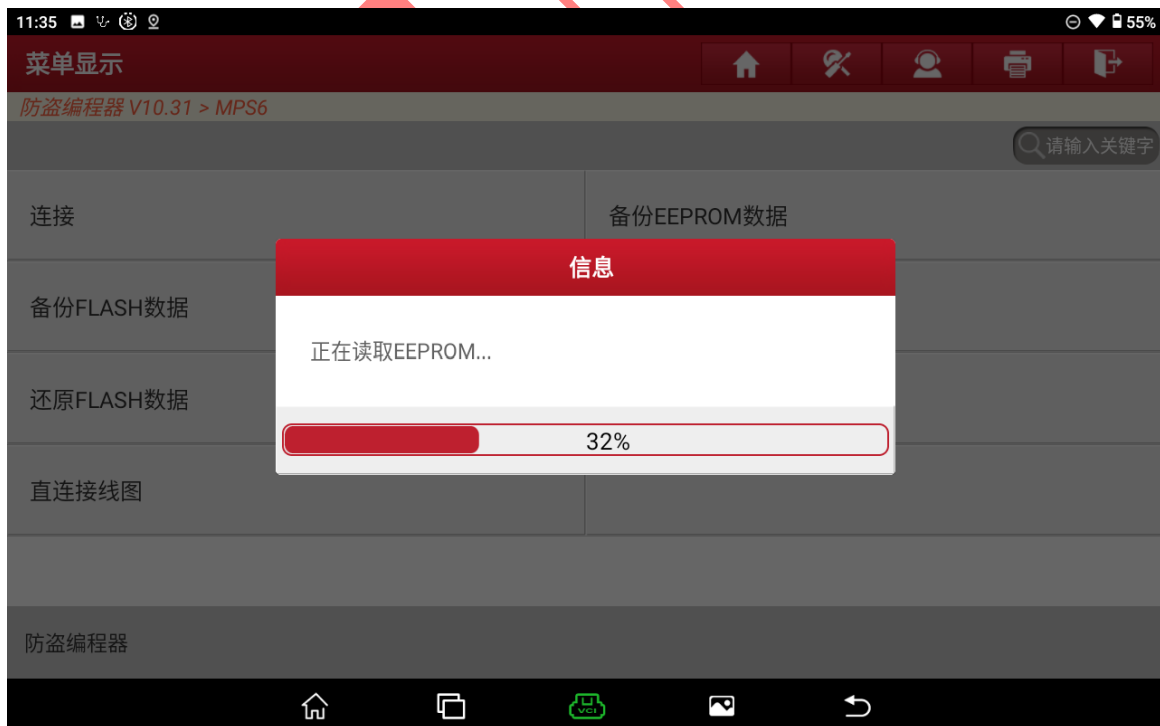 11:35
55%
菜单显示
防盗编程器 V10.31 > MPS6
请输入关键字
连接
备份EEPROM数据
信息
备份FLASH数据
正在读取EEPROM...
还原FLASH数据
32%
直连接线图
防盗编程器
VCI